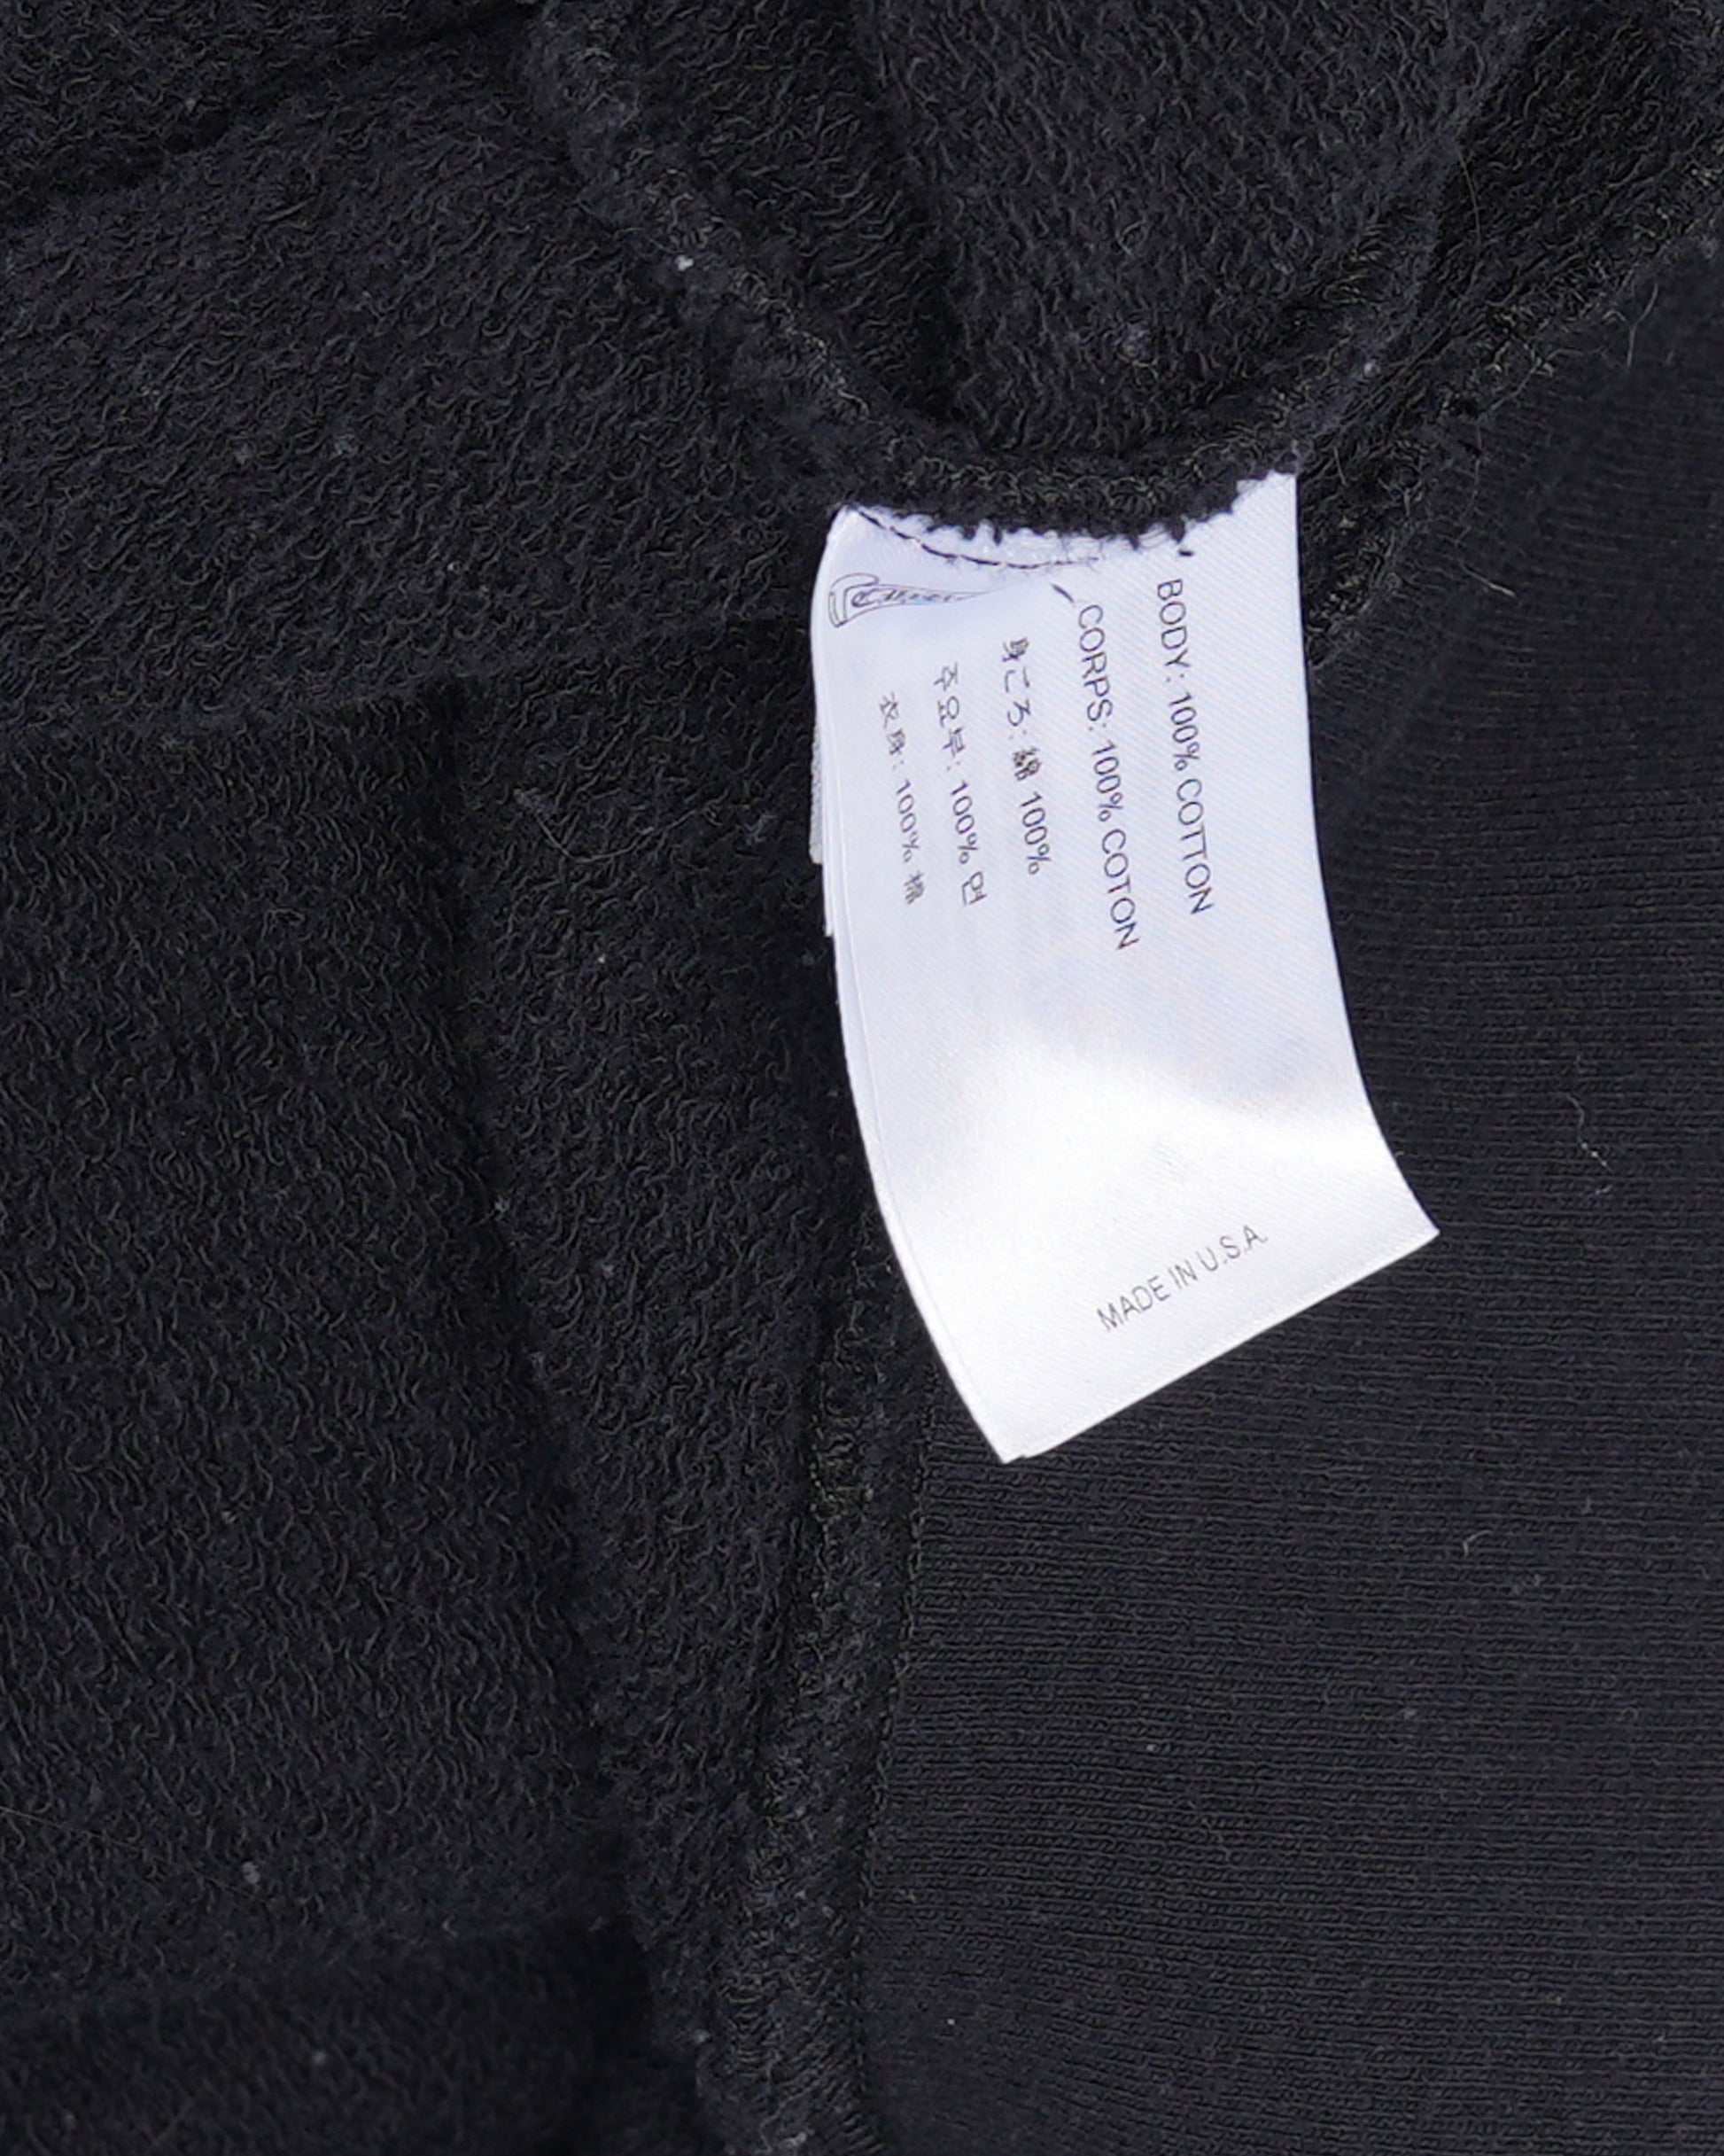 BODY: 100% COTTON
CORPS: 100% COTON
身ごろ: 綿 100%
주요부: 100% 면
衣身: 100% 棉
MADE IN U.S.A.